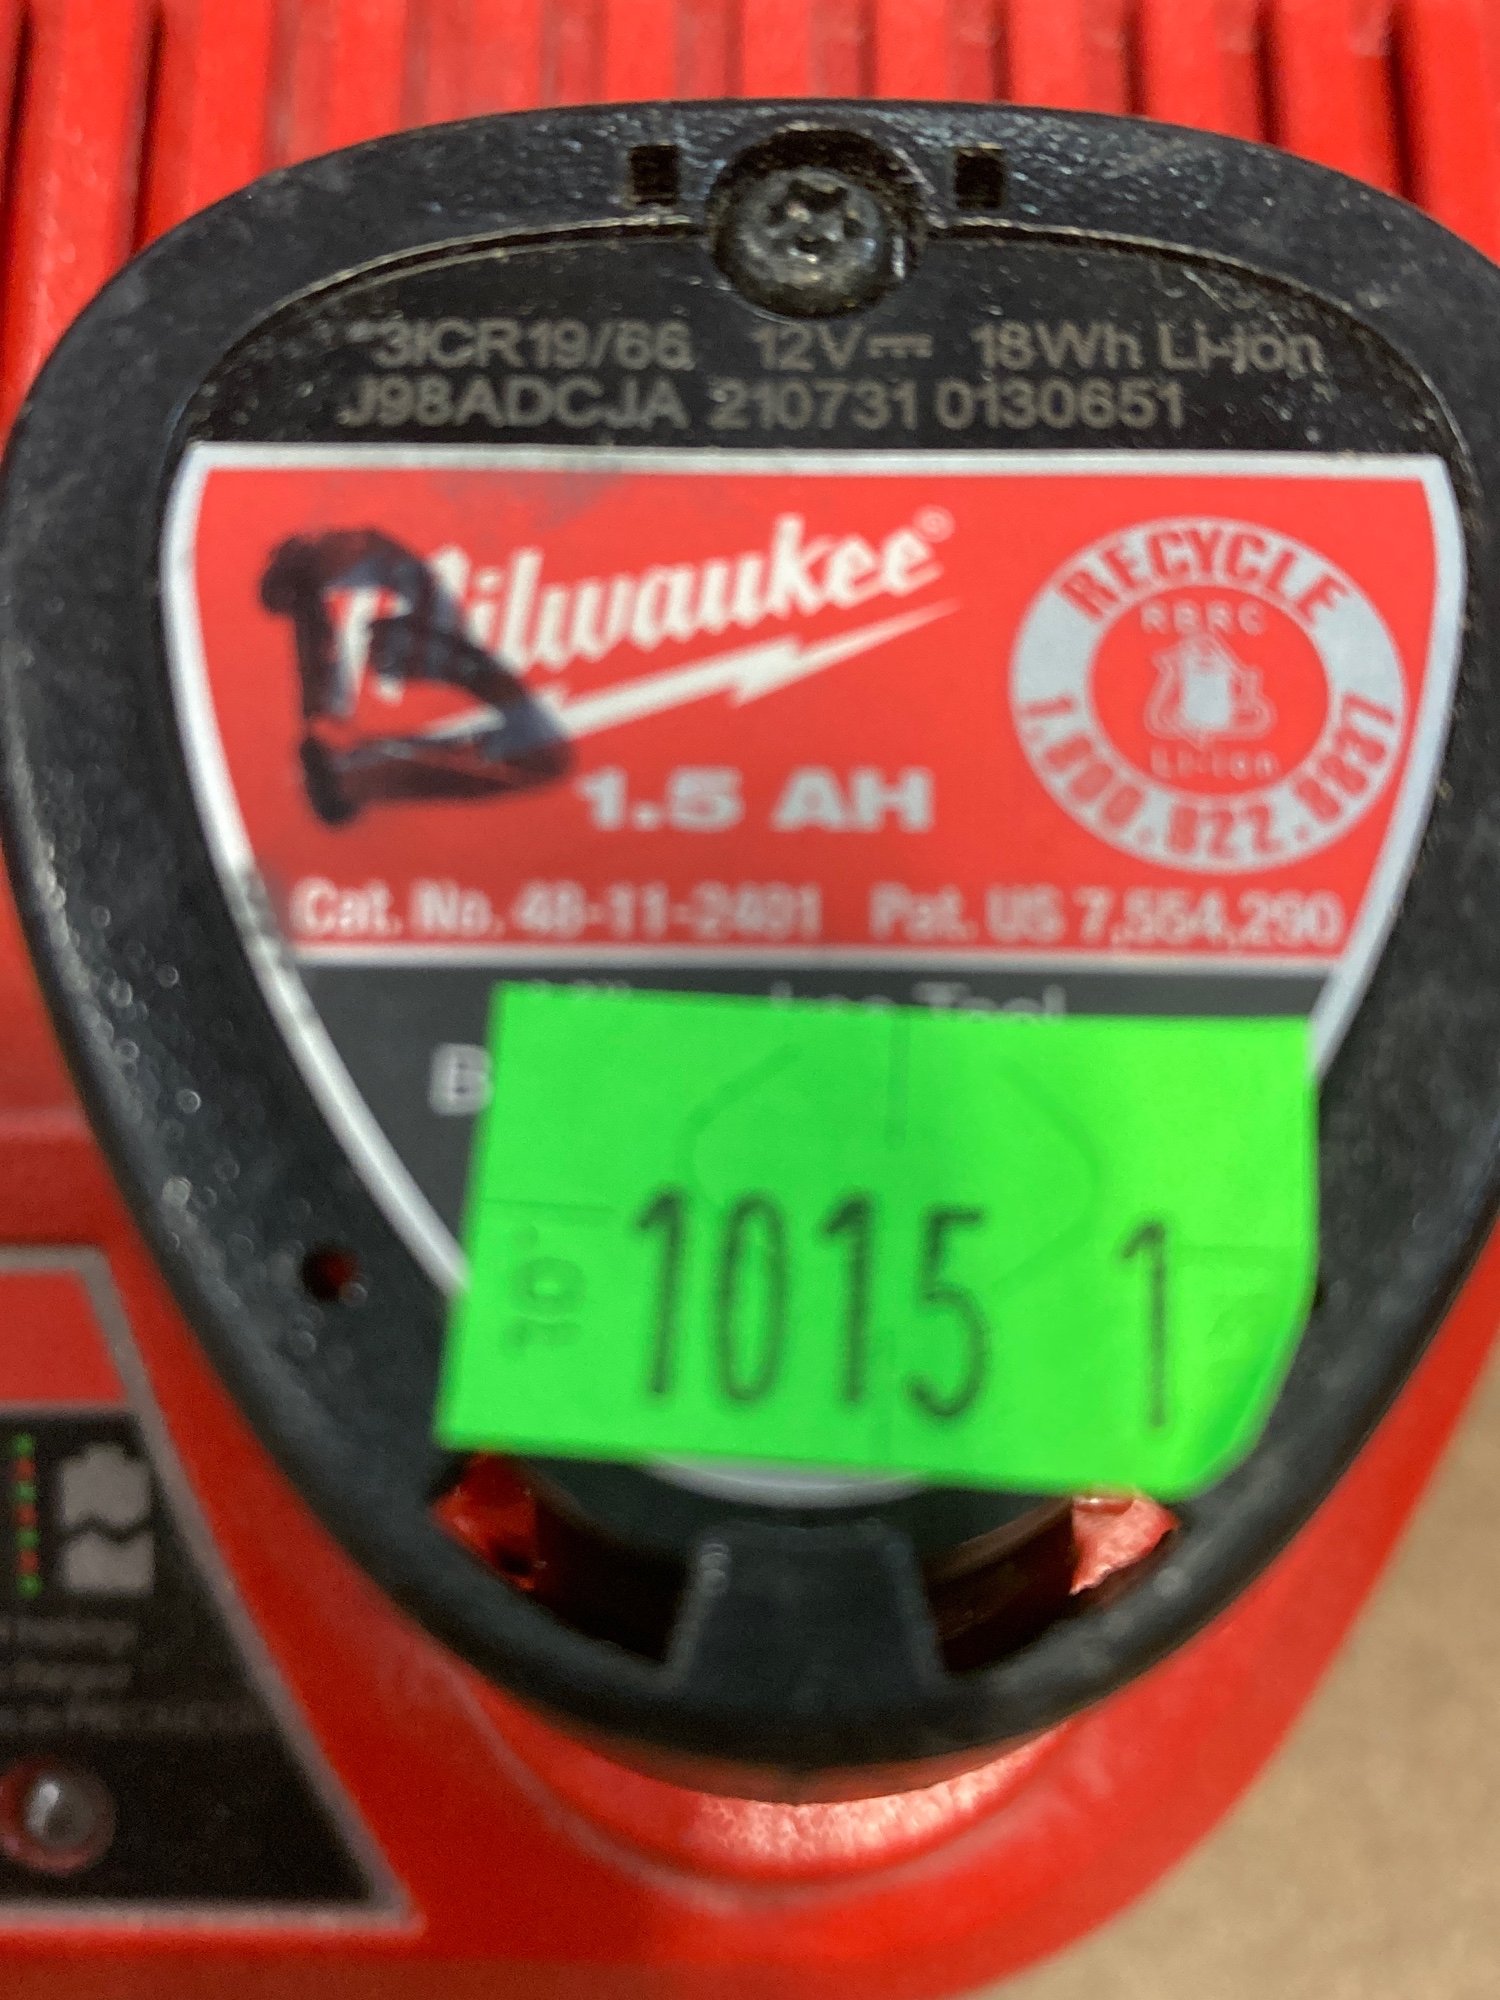 *3ICR19/66 12V⎓ 18Wh Li-Ion
J98ADCJA 210731 0130651
Milwaukee®
B
1.5 AH
RECYCLE
RBRC
Li-Ion
1.800.822.8837
Cat. No. 48-11-2401 Pat. US 7,554,290
Tool
B
1015 1